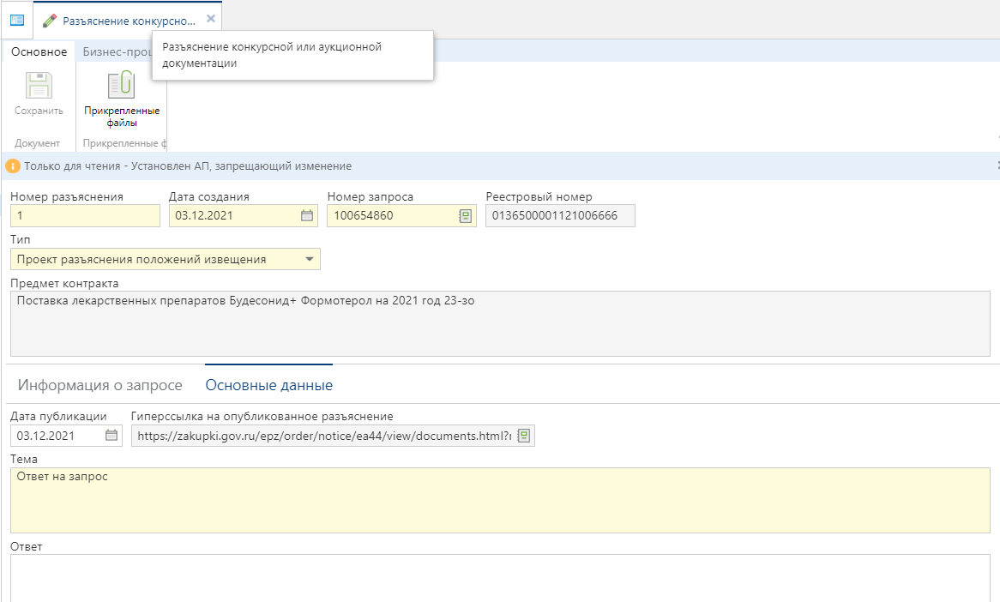 Разъяснение конкурсно...
Разъяснение конкурсной или аукционной
документации
Основное
Бизнес-проц
Сохранить
Прикрепленные
файлы
Документ
Прикрепленные ф
Только для чтения - Установлен АП, запрещающий изменение
Номер разъяснения
Дата создания
Номер запроса
Реестровый номер
1
03.12.2021
100654860
0136500001121006666
Тип
Проект разъяснения положений извещения
Предмет контракта
Поставка лекарственных препаратов Будесонид+ Формотерол на 2021 год 23-зо
Информация о запросе
Основные данные
Дата публикации
Гиперссылка на опубликованное разъяснение
03.12.2021
https://zakupki.gov.ru/epz/order/notice/ea44/view/documents.html?r
Тема
Ответ на запрос
Ответ